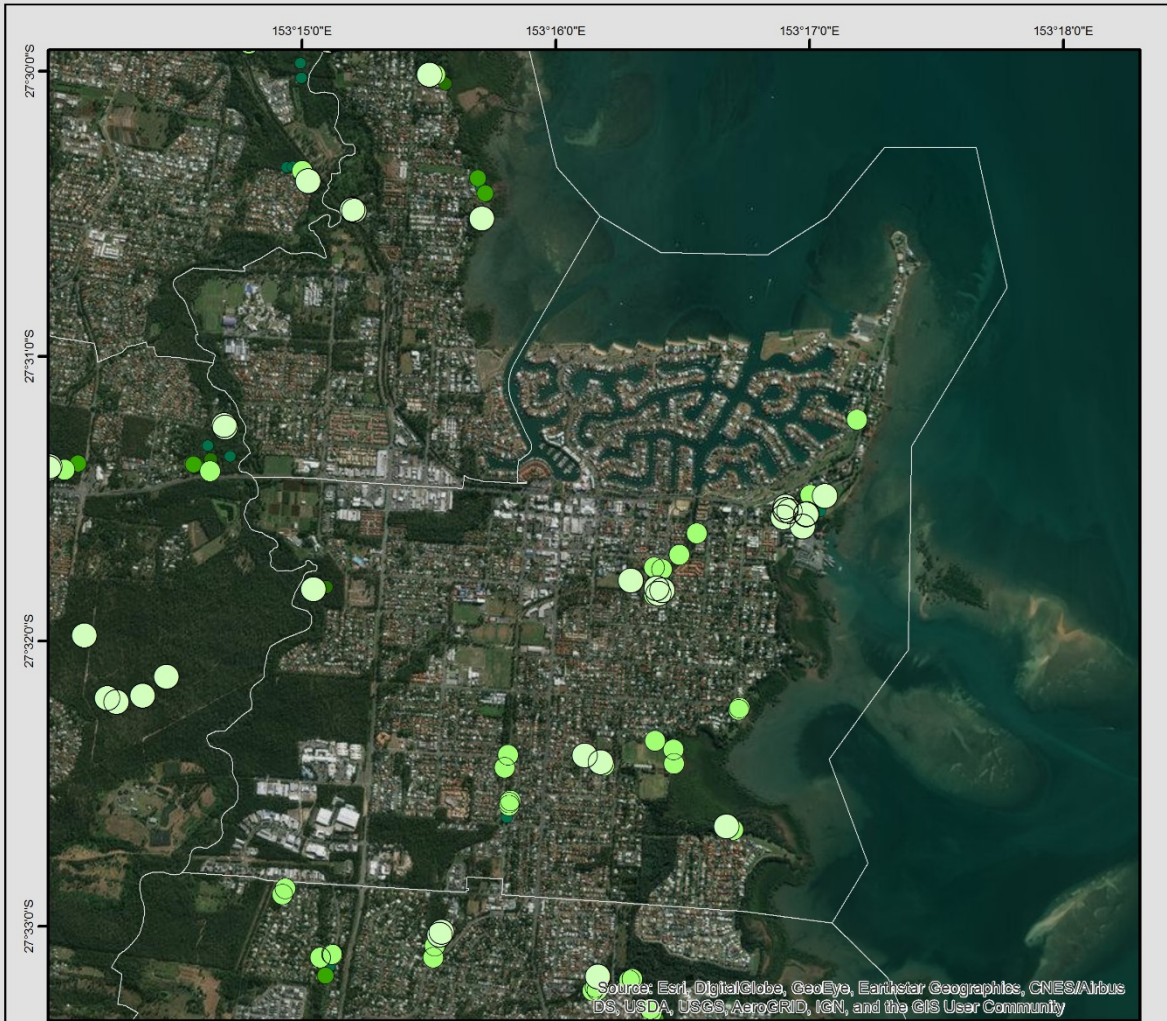 153°15'0"E 153°16'0"E 153°17'0"E 153°18'0"E
27°30'0"S
27°31'0"S
27°32'0"S
27°33'0"S
Source: Esri, DigitalGlobe, GeoEye, Earthstar Geographics, CNES/Airbus
DS, USDA, USGS, AeroGRID, IGN, and the GIS User Community